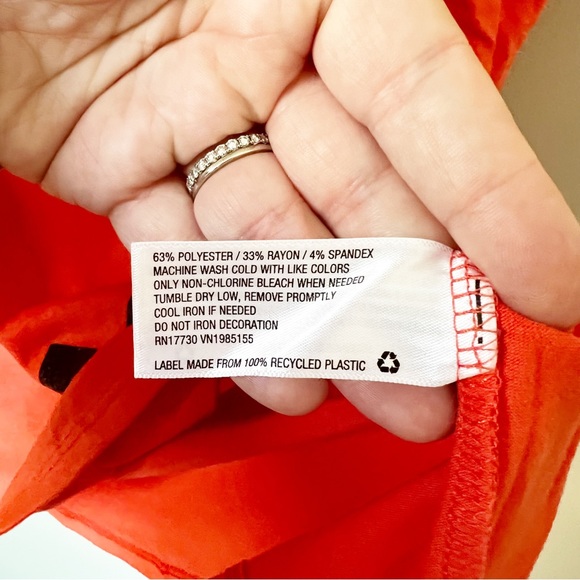 63% POLYESTER / 33% RAYON / 4% SPANDEX
MACHINE WASH COLD WITH LIKE COLORS
ONLY NON-CHLORINE BLEACH WHEN NEEDED
TUMBLE DRY LOW, REMOVE PROMPTLY
COOL IRON IF NEEDED
DO NOT IRON DECORATION
RN17730 VN1985155
LABEL MADE FROM 100% RECYCLED PLASTIC